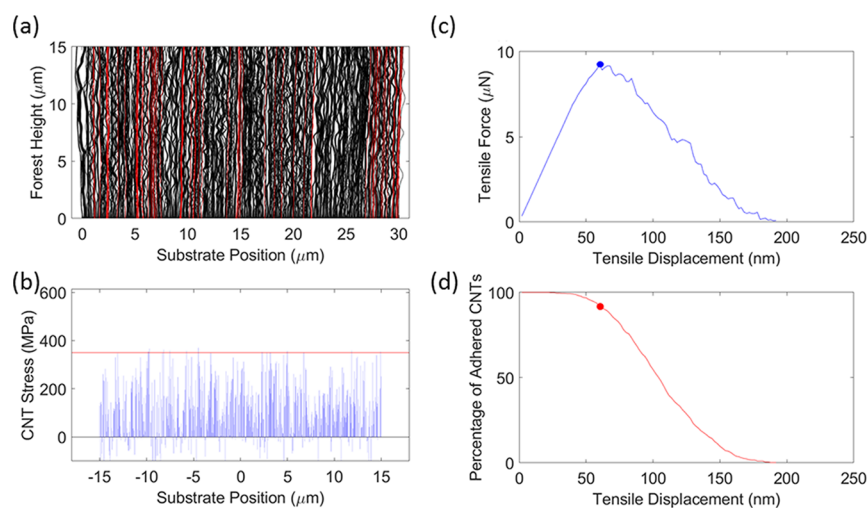 (a)
15
10
5
0
Forest Height (μm)
0 5 10 15 20 25 30
Substrate Position (μm)
(b)
600
400
200
0
CNT Stress (MPa)
-15 -10 -5 0 5 10 15
Substrate Position (μm)
(c)
10
5
0
Tensile Force (μN)
0 50 100 150 200 250
Tensile Displacement (nm)
(d)
100
50
0
Percentage of Adhered CNTs
0 50 100 150 200 250
Tensile Displacement (nm)